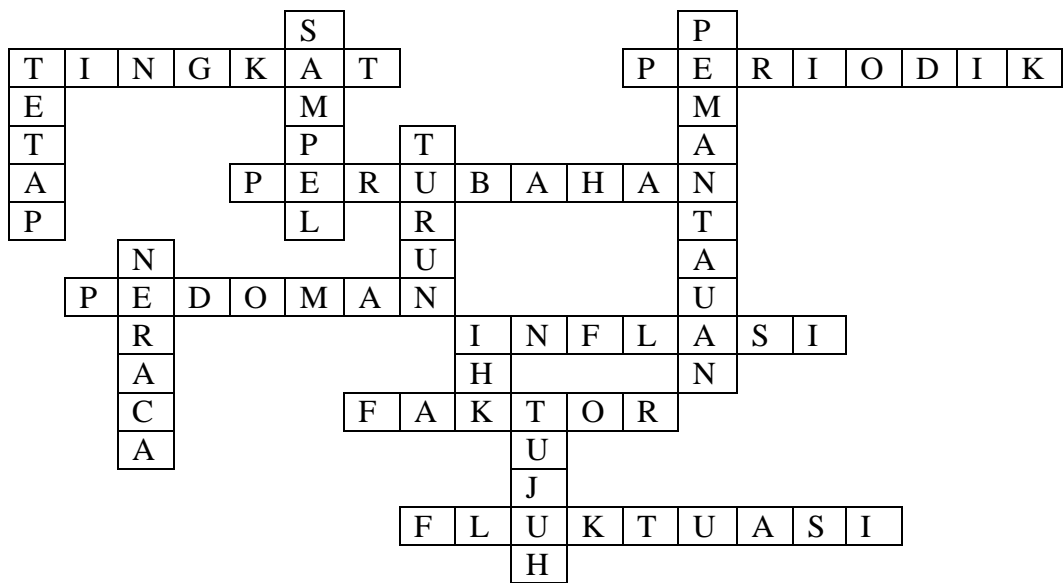 S P
T I N G K A T P E R I O D I K
E M M
T P T A
A P E R U B A H A N
P L R T
N U A
P E D O M A N U
R I N F L A S I
A H N
C F A K T O R
A U
J
F L U K T U A S I
H